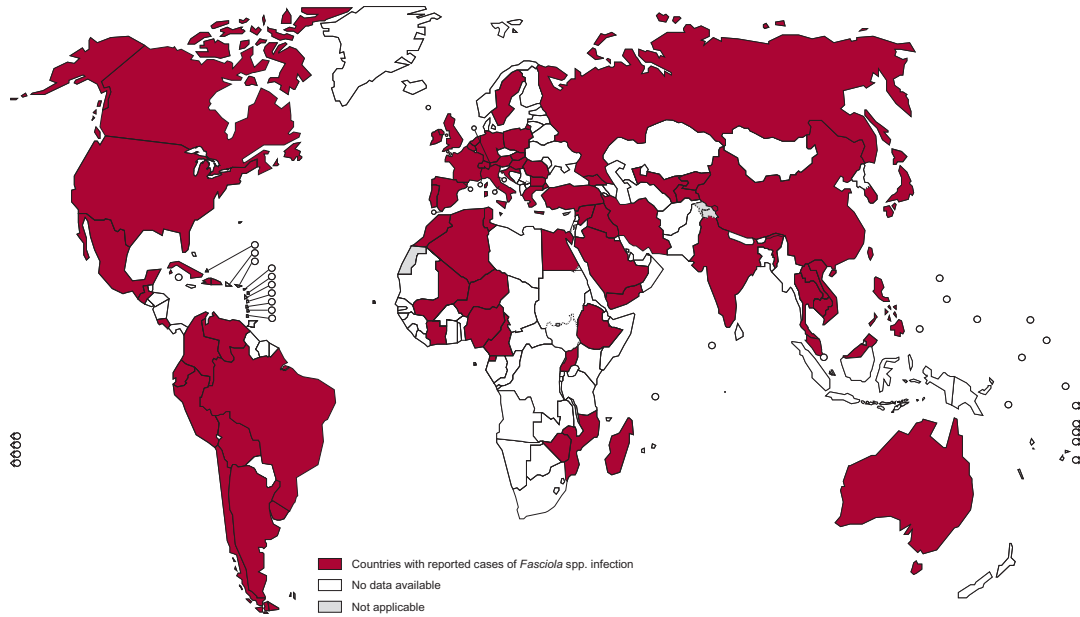 Countries with reported cases of Fasciola spp. infection
No data available
Not applicable